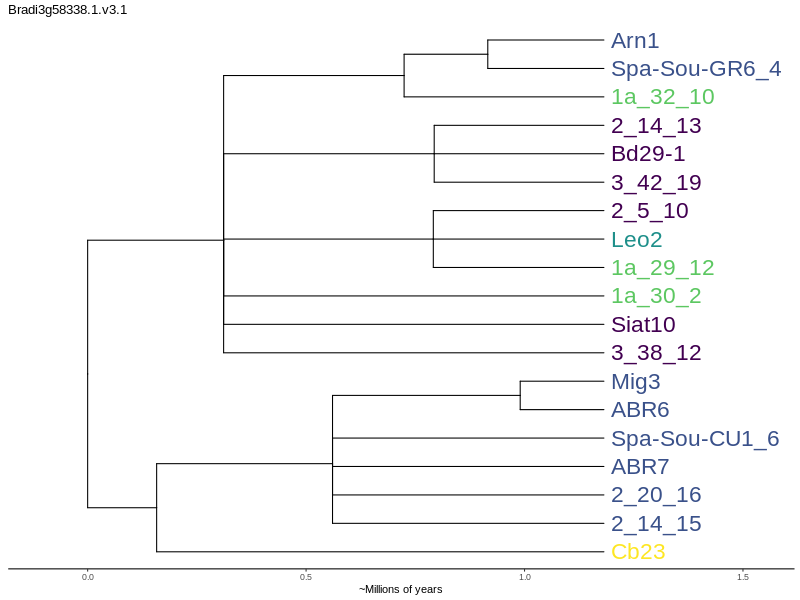 Bradi3g58338.1.v3.1
Arn1
Spa-Sou-GR6_4
1a_32_10
2_14_13
Bd29-1
3_42_19
2_5_10
Leo2
1a_29_12
1a_30_2
Siat10
3_38_12
Mig3
ABR6
Spa-Sou-CU1_6
ABR7
2_20_16
2_14_15
Cb23
0.0 0.5 1.0 1.5
~Millions of years